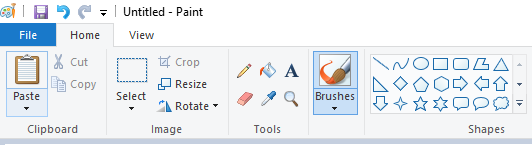 Untitled - Paint
File Home View
Paste
Cut
Copy
Clipboard
Select
Crop
Resize
Rotate
Image
A
Tools
Brushes
Shapes